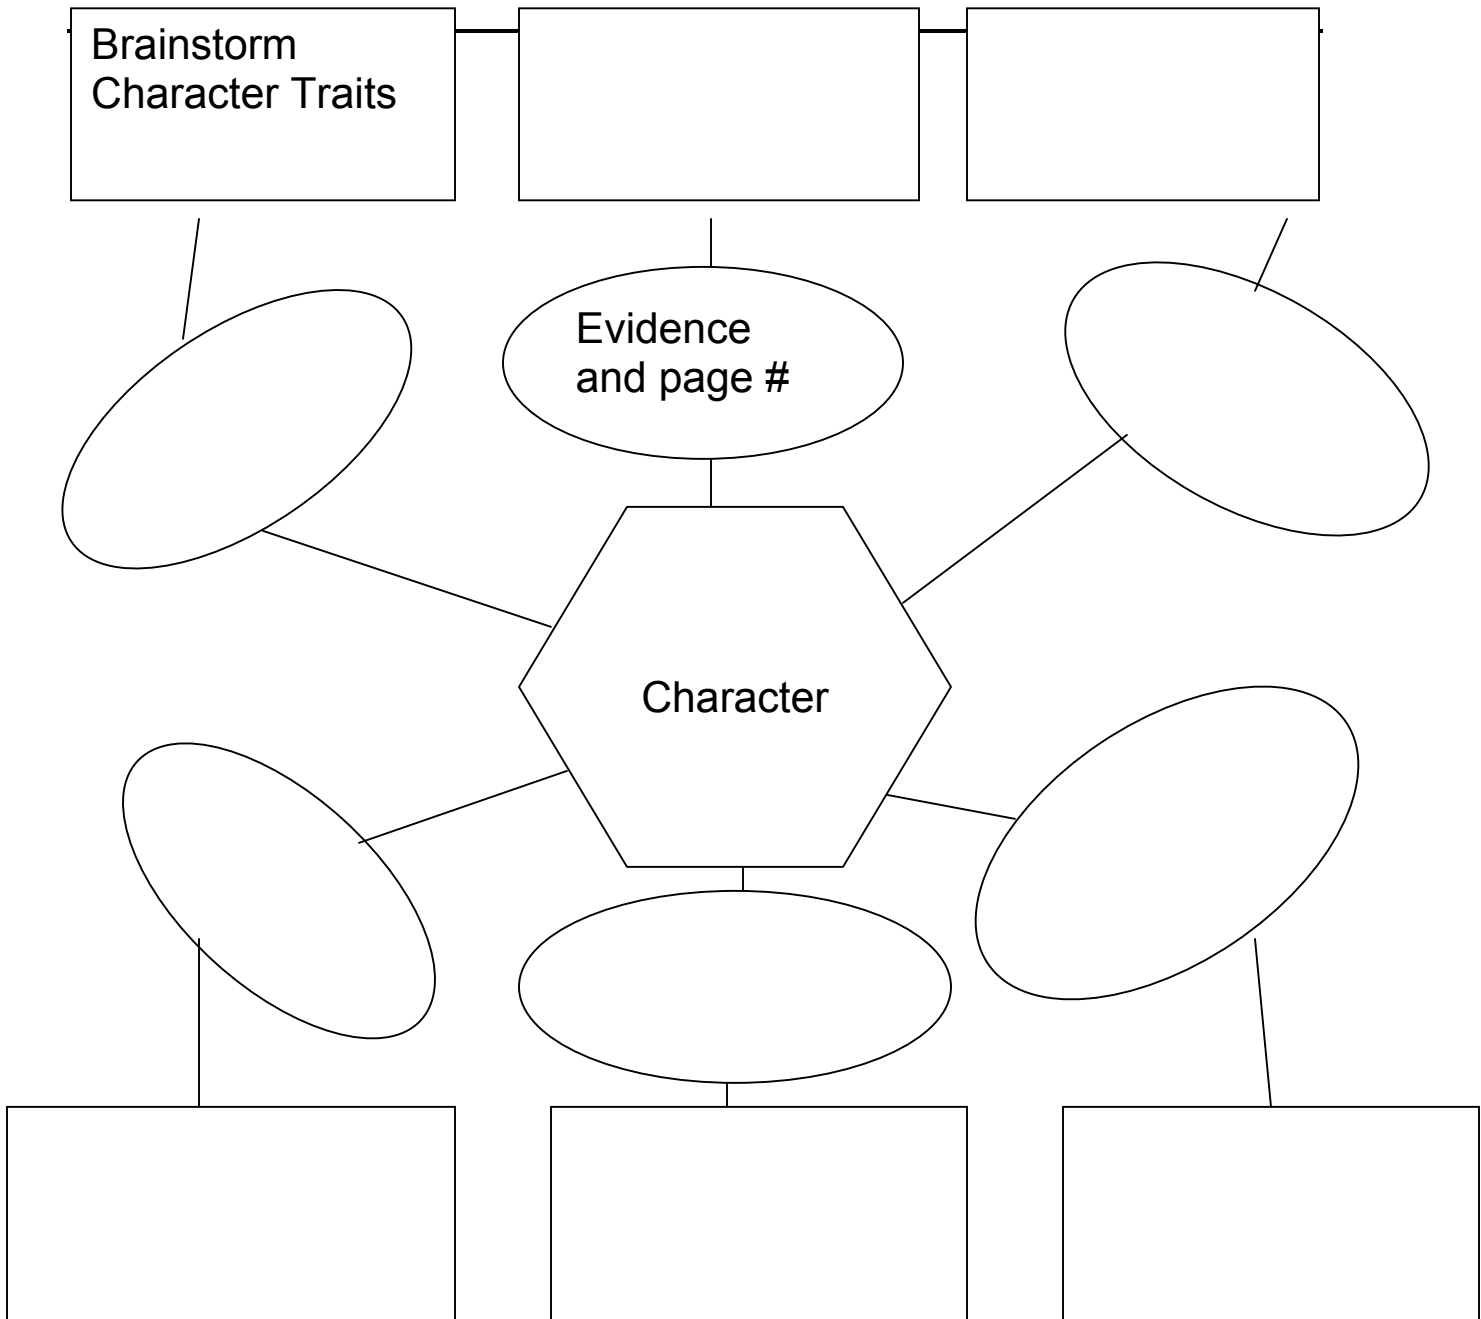 Brainstorm
Character Traits
Evidence
and page #
Character